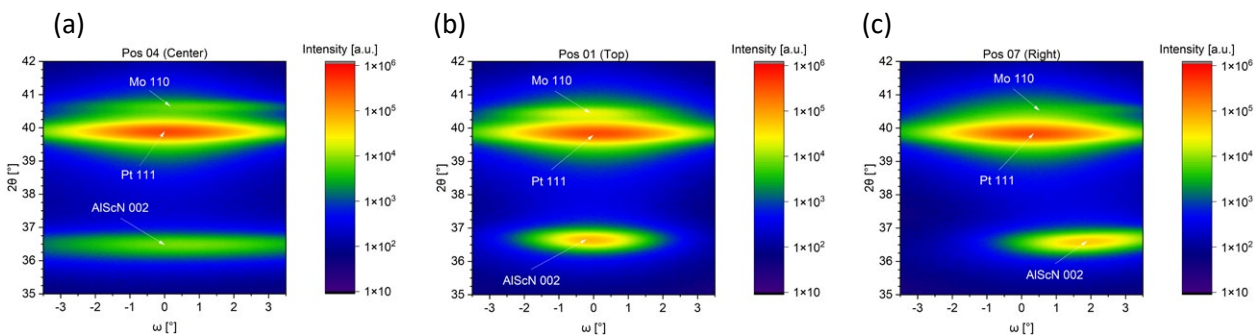 (a)
Pos 04 (Center)
Intensity [a.u.]
42
41
40
39
38
37
36
35
2θ [°]
Mo 110
Pt 111
AlScN 002
-3 -2 -1 0 1 2 3
ω [°]
1×10⁶
1×10⁵
1×10⁴
1×10³
1×10²
1×10
(b)
Pos 01 (Top)
Intensity [a.u.]
42
41
40
39
38
37
36
35
2θ [°]
Mo 110
Pt 111
AlScN 002
-3 -2 -1 0 1 2 3
ω [°]
1×10⁶
1×10⁵
1×10⁴
1×10³
1×10²
1×10
(c)
Pos 07 (Right)
Intensity [a.u.]
42
41
40
39
38
37
36
35
2θ [°]
Mo 110
Pt 111
AlScN 002
-3 -2 -1 0 1 2 3
ω [°]
1×10⁶
1×10⁵
1×10⁴
1×10³
1×10²
1×10